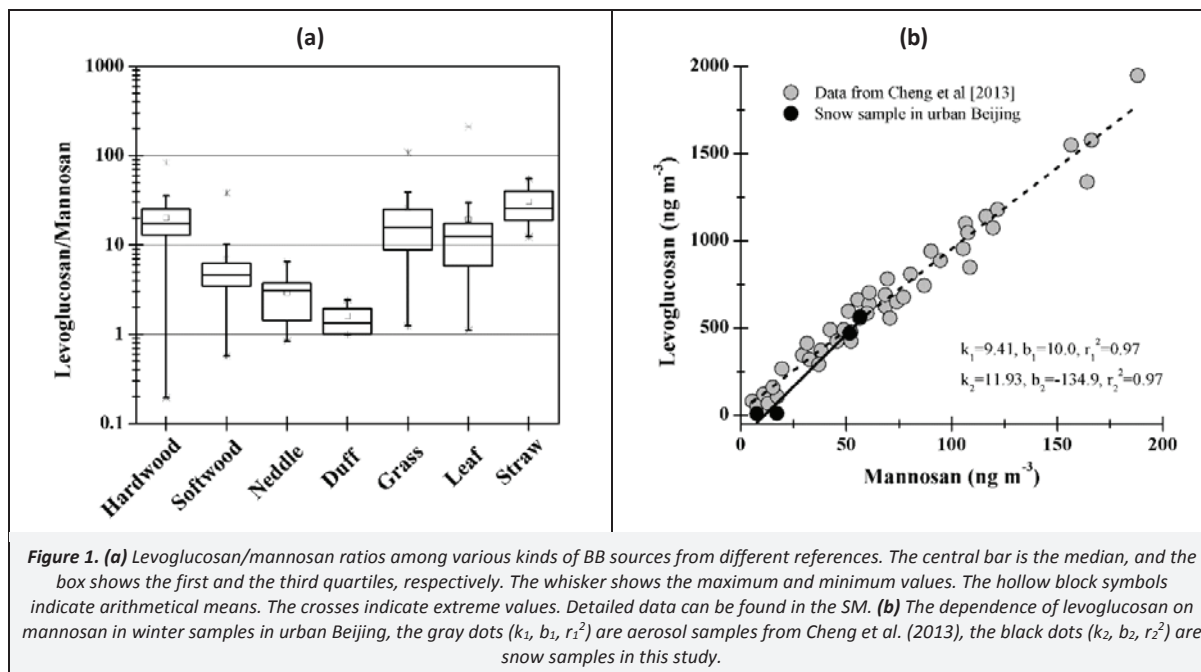 (a)
1000
100
10
1
0.1
Levoglucosan/Mannosan
Hardwood
Softwood
Neddle
Duff
Grass
Leaf
Straw
(b)
2000
1500
1000
500
0
Levoglucosan (ng m⁻³)
Data from Cheng et al [2013]
Snow sample in urban Beijing
k₁=9.41, b₁=10.0, r₁²=0.97
k₂=11.93, b₂=-134.9, r₂²=0.97
0 50 100 150 200
Mannosan (ng m⁻³)
Figure 1. (a) Levoglucosan/mannosan ratios among various kinds of BB sources from different references. The central bar is the median, and the
box shows the first and the third quartiles, respectively. The whisker shows the maximum and minimum values. The hollow block symbols
indicate arithmetical means. The crosses indicate extreme values. Detailed data can be found in the SM. (b) The dependence of levoglucosan on
mannosan in winter samples in urban Beijing, the gray dots (k₁, b₁, r₁²) are aerosol samples from Cheng et al. (2013), the black dots (k₂, b₂, r₂²) are
snow samples in this study.